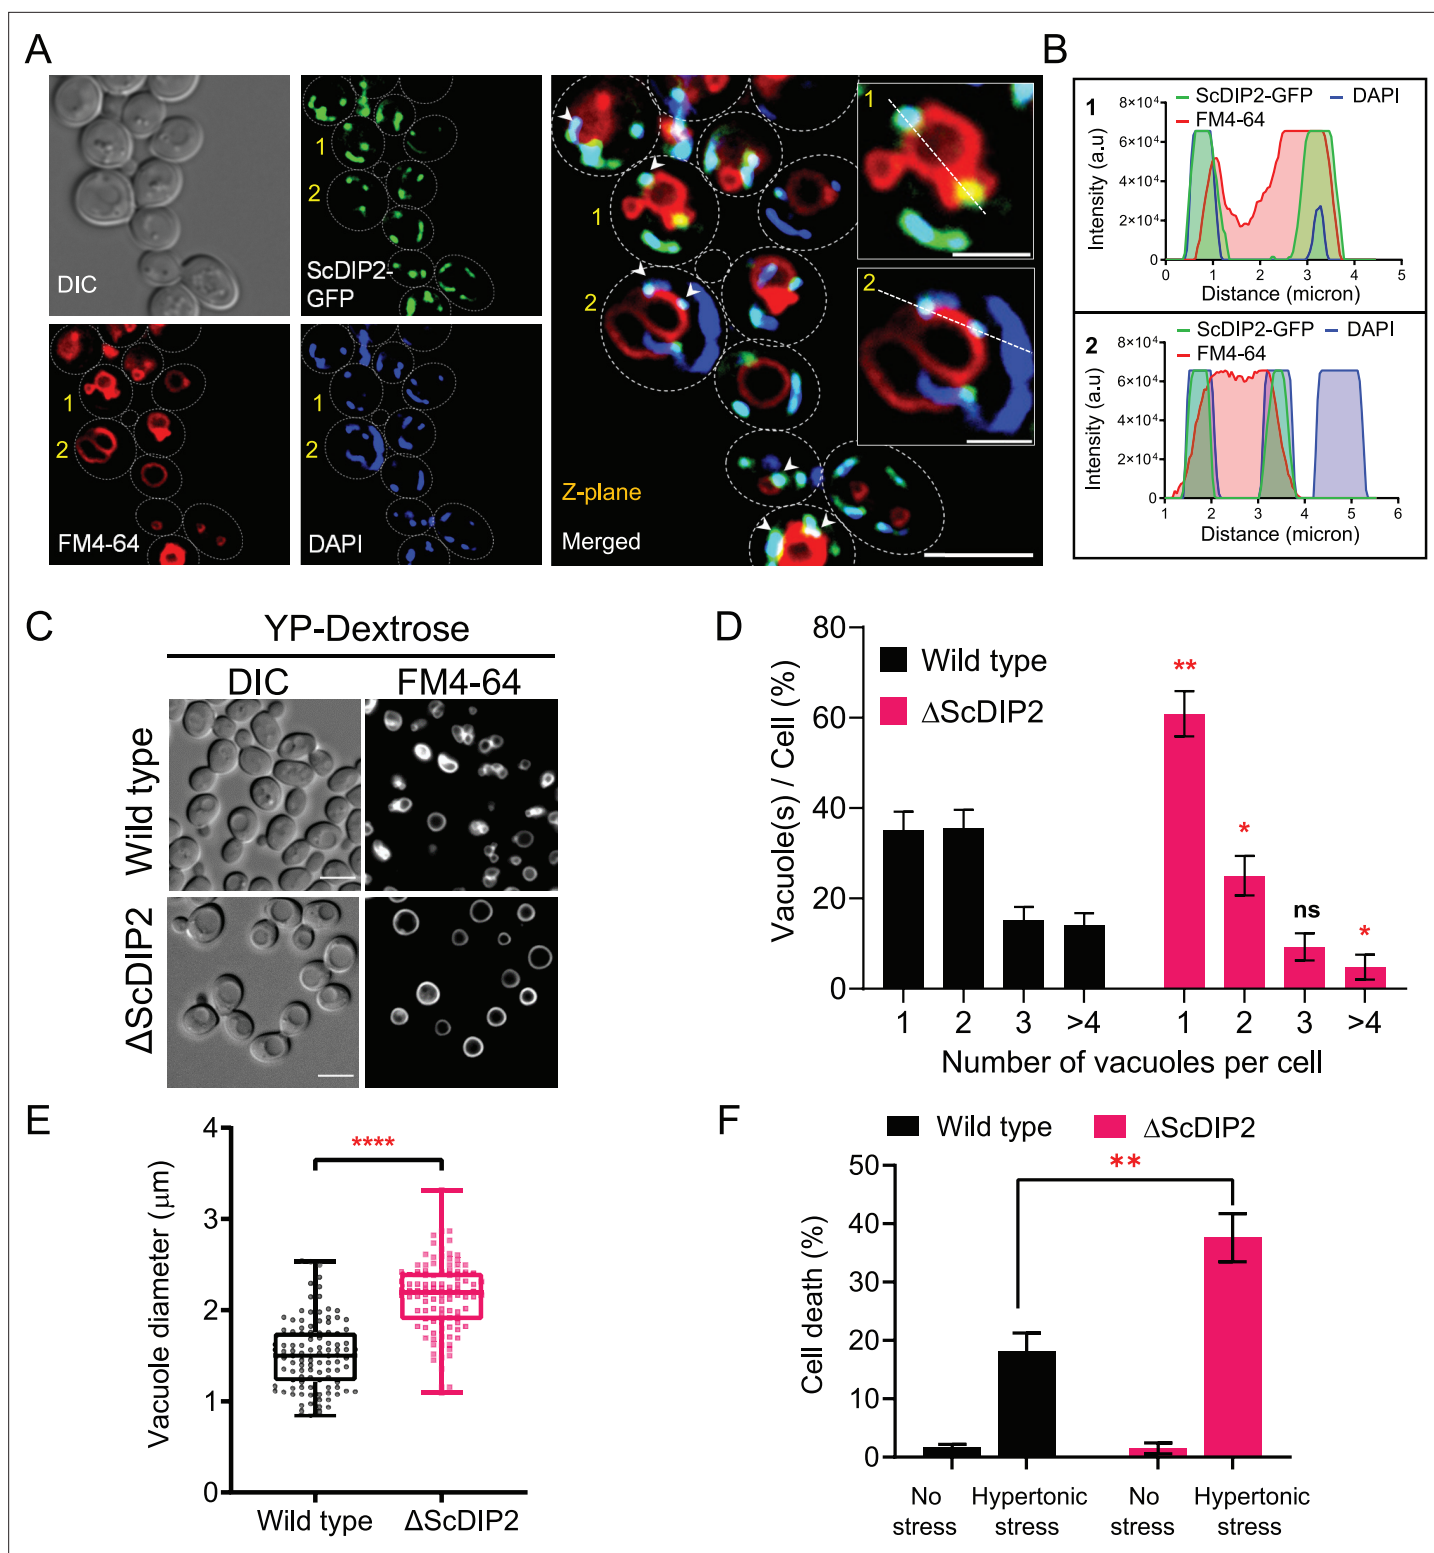 A
DIC
1
2
ScDIP2-
GFP
1
2
FM4-64
1
2
DAPI
1
2
Z-plane
Merged
1
2
B
1
ScDIP2-GFP
DAPI
FM4-64
8×10⁴
6×10⁴
4×10⁴
2×10⁴
0
Intensity (a.u)
0 1 2 3 4 5
Distance (micron)
2
ScDIP2-GFP
DAPI
FM4-64
8×10⁴
6×10⁴
4×10⁴
2×10⁴
0
Intensity (a.u)
1 2 3 4 5 6
Distance (micron)
C
YP-Dextrose
DIC FM4-64
Wild type
ΔScDIP2
D
Wild type
ΔScDIP2
80
60
40
20
0
Vacuole(s) / Cell (%)
**
*
ns
*
1 2 3 >4 1 2 3 >4
Number of vacuoles per cell
E
4
3
2
1
0
Vacuole diameter (μm)
****
Wild type ΔScDIP2
F
Wild type
ΔScDIP2
50
40
30
20
10
0
Cell death (%)
**
No Hypertonic No Hypertonic
stress stress stress stress